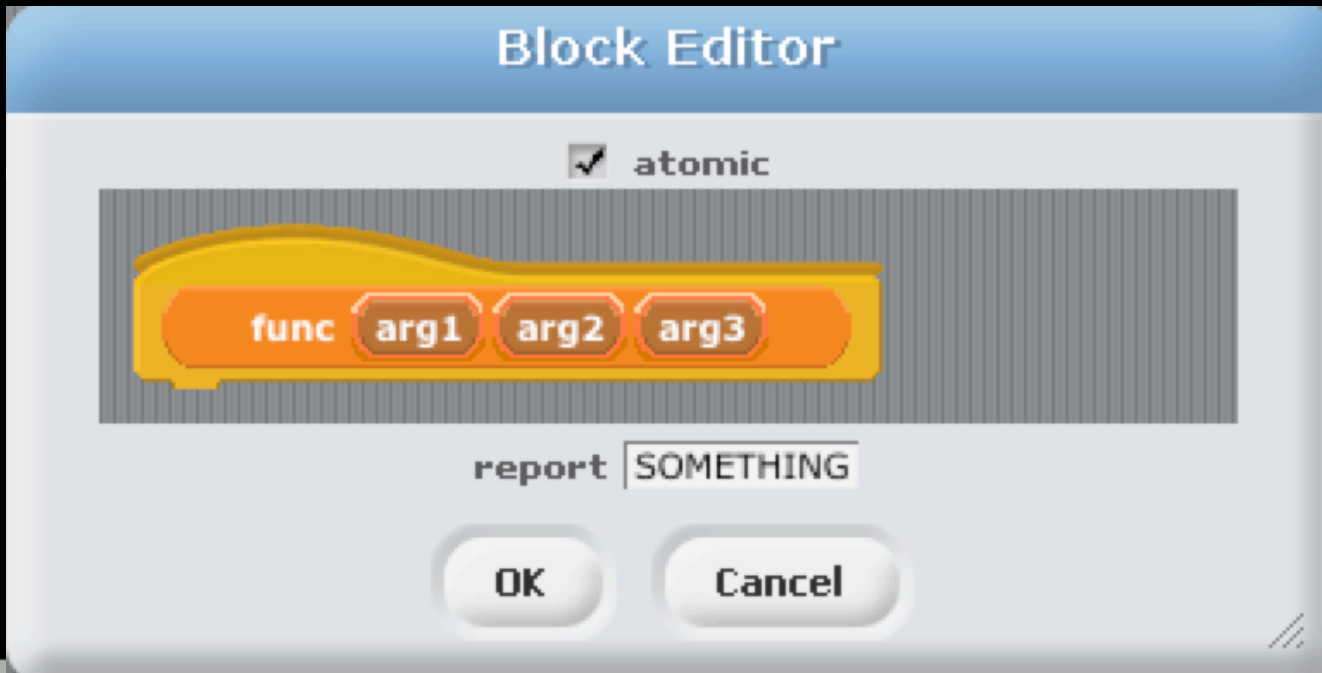 Block Editor
atomic
func arg1 arg2 arg3
report SOMETHING
OK Cancel